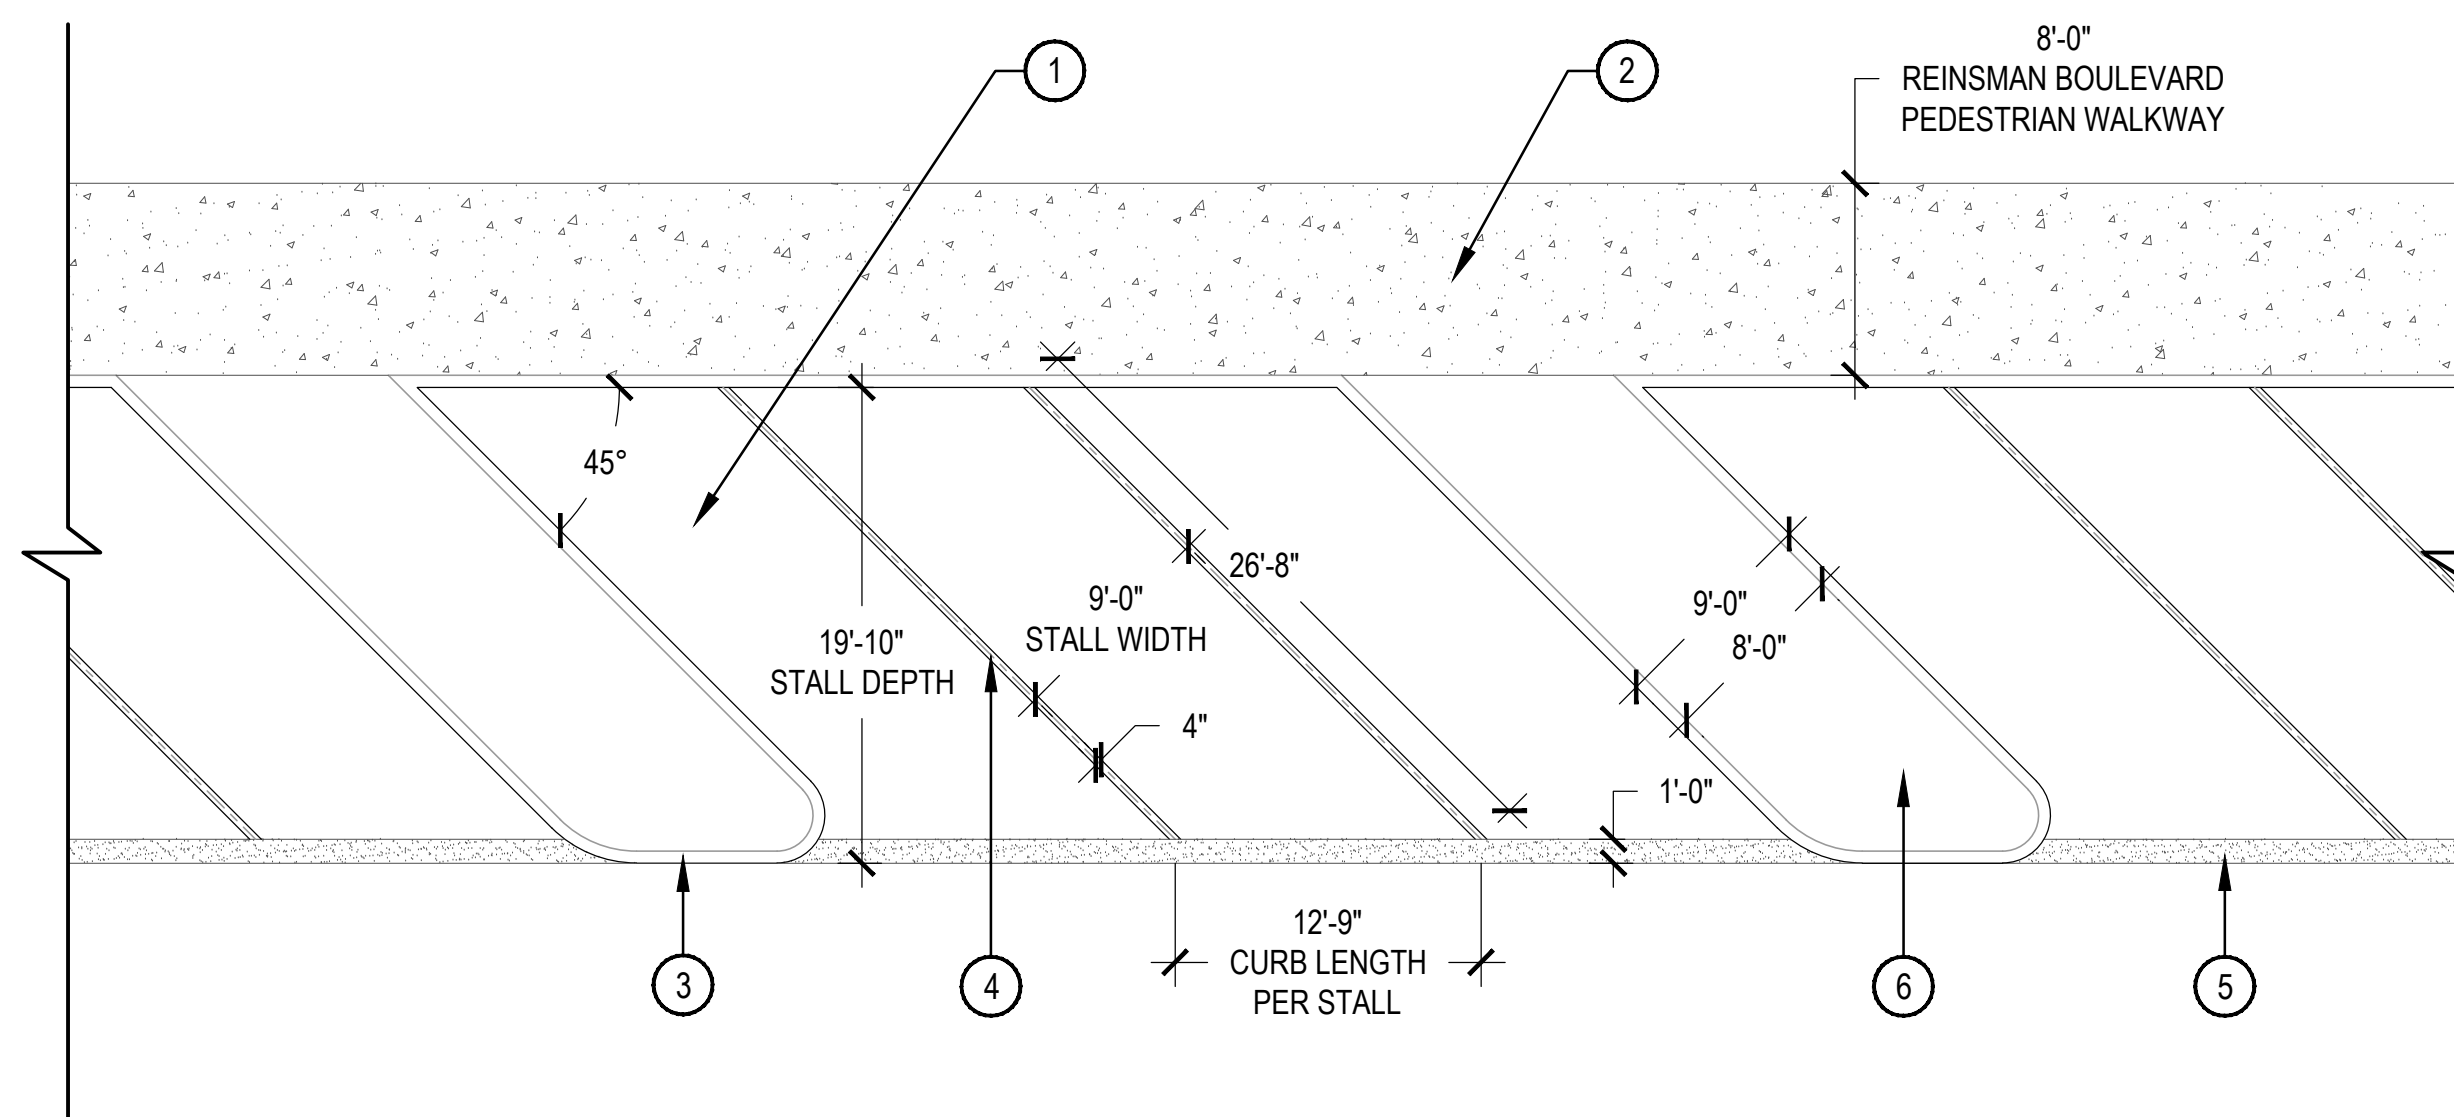 1
2
8'-0"
REINSMAN BOULEVARD
PEDESTRIAN WALKWAY
45°
26'-8"
9'-0"
STALL WIDTH
19'-10"
STALL DEPTH
9'-0"
8'-0"
4"
1'-0"
12'-9"
CURB LENGTH
PER STALL
3
4
6
5